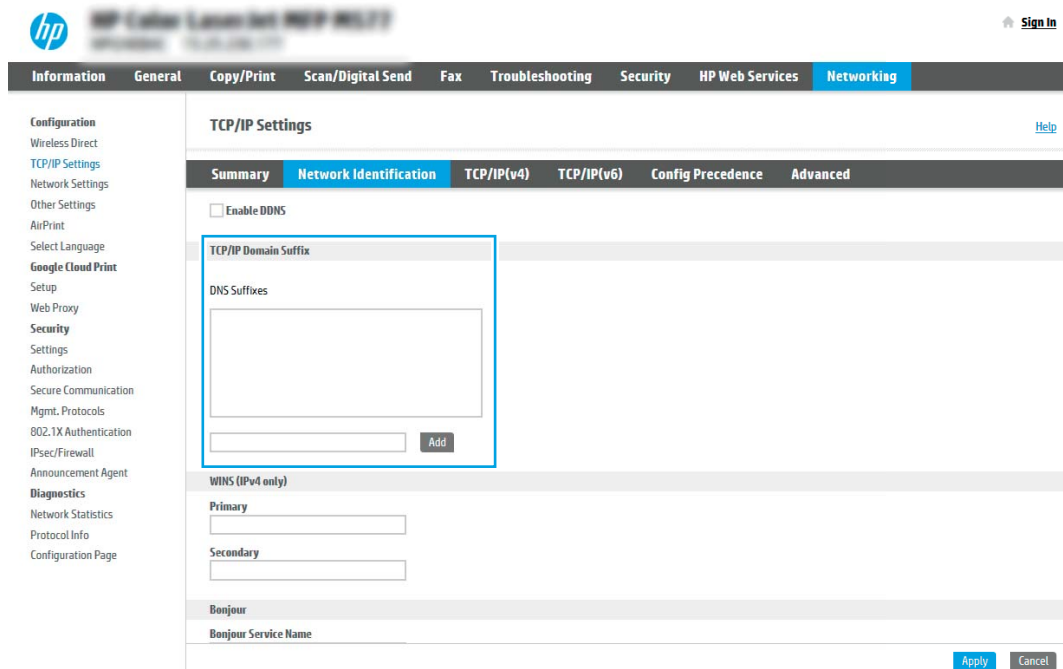 hp
Sign In
Information General Copy/Print Scan/Digital Send Fax Troubleshooting Security HP Web Services Networking
Configuration
Wireless Direct
TCP/IP Settings
Network Settings
Other Settings
AirPrint
Select Language
Google Cloud Print
Setup
Web Proxy
Security
Settings
Authorization
Secure Communication
Mgmt. Protocols
802.1X Authentication
IPsec/Firewall
Announcement Agent
Diagnostics
Network Statistics
Protocol Info
Configuration Page
TCP/IP Settings
Help
Summary Network Identification TCP/IP(v4) TCP/IP(v6) Config Precedence Advanced
Enable DDNS
TCP/IP Domain Suffix
DNS Suffixes
Add
WINS (IPv4 only)
Primary
Secondary
Bonjour
Bonjour Service Name
Apply Cancel